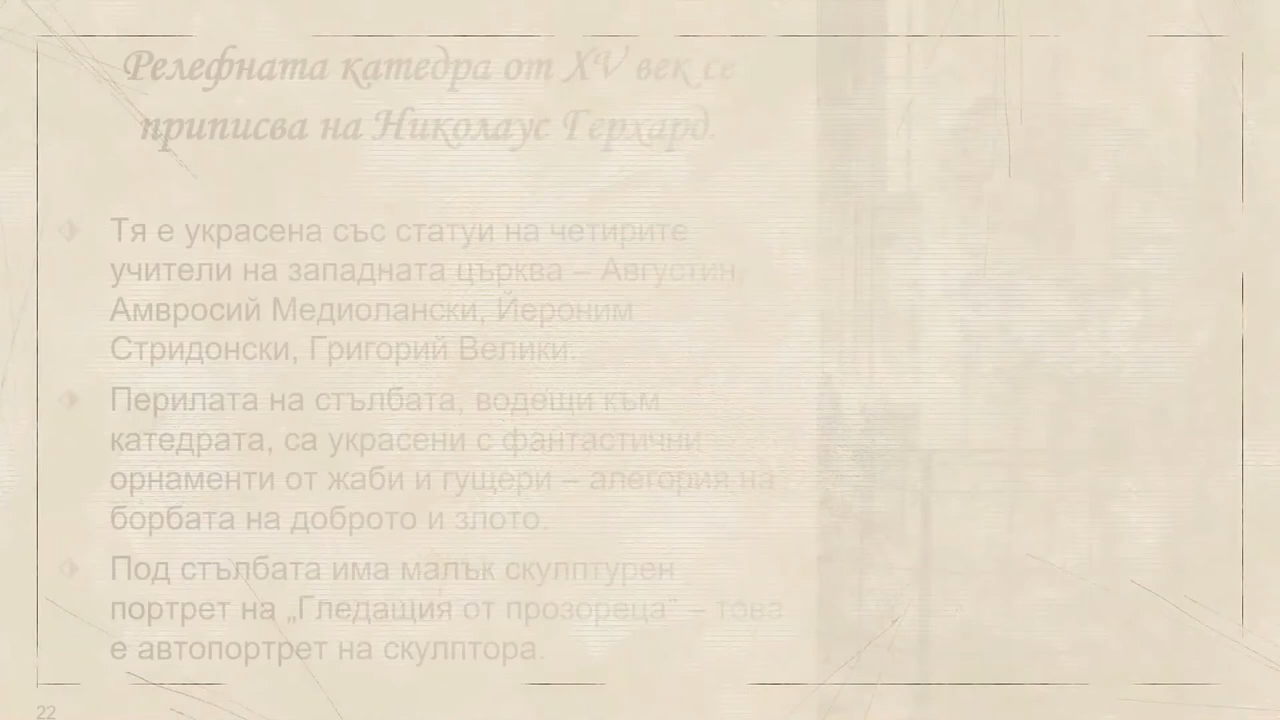 Релефната катедра от XV век се
приписва на Николаус Герхард.
Тя е украсена със статуи на четирите
учители на западната църква – Августин,
Амвросий Медиолански, Йероним
Стридонски, Григорий Велики.
Перилата на стълбата, водещи към
катедрата, са украсени с фантастични
орнаменти от жаби и гущери – алегория на
борбата на доброто и злото.
Под стълбата има малък скулптурен
портрет на „Гледащия от прозореца“ – това
е автопортрет на скулптора.
22